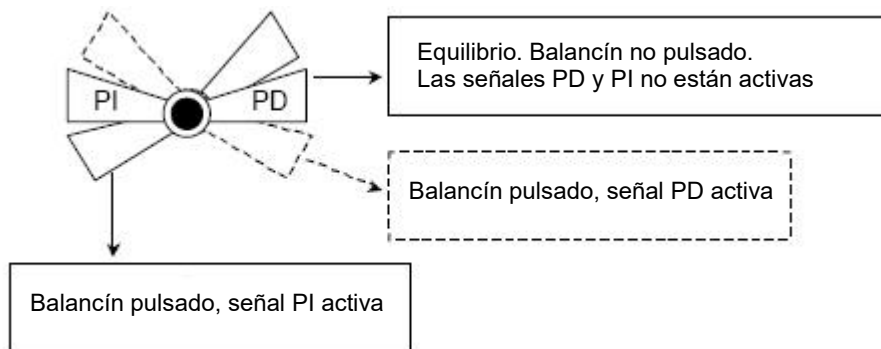 PI
PD
Equilibrio. Balancín no pulsado.
Las señales PD y PI no están activas
Balancín pulsado, señal PD activa
Balancín pulsado, señal PI activa